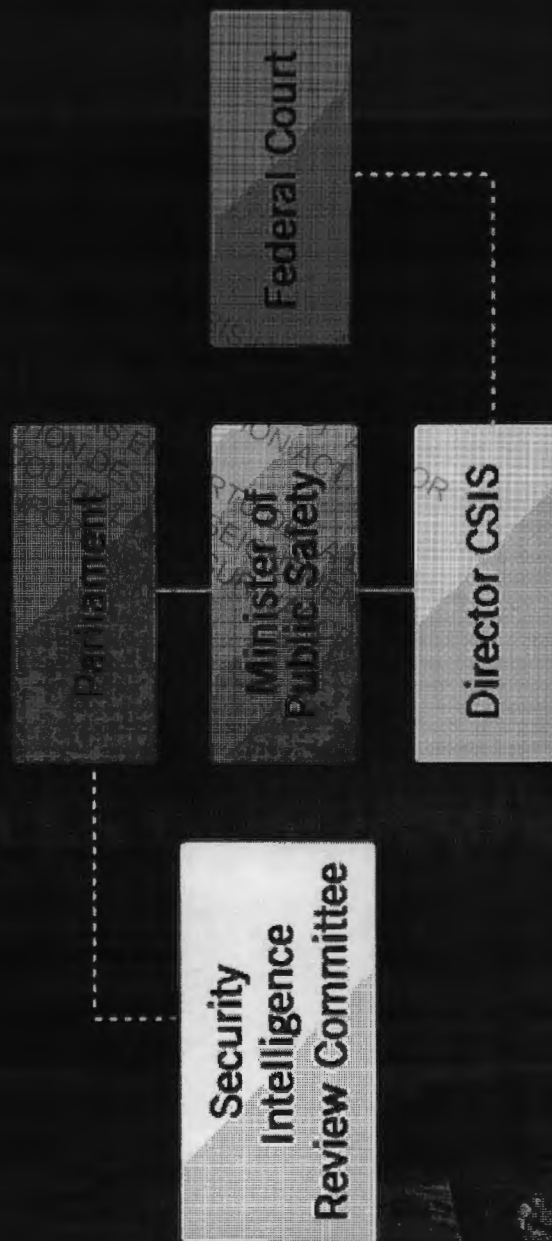 Parliament
Security
Intelligence
Review Committee
Minister of
Public Safety
Federal Court
Director CSIS